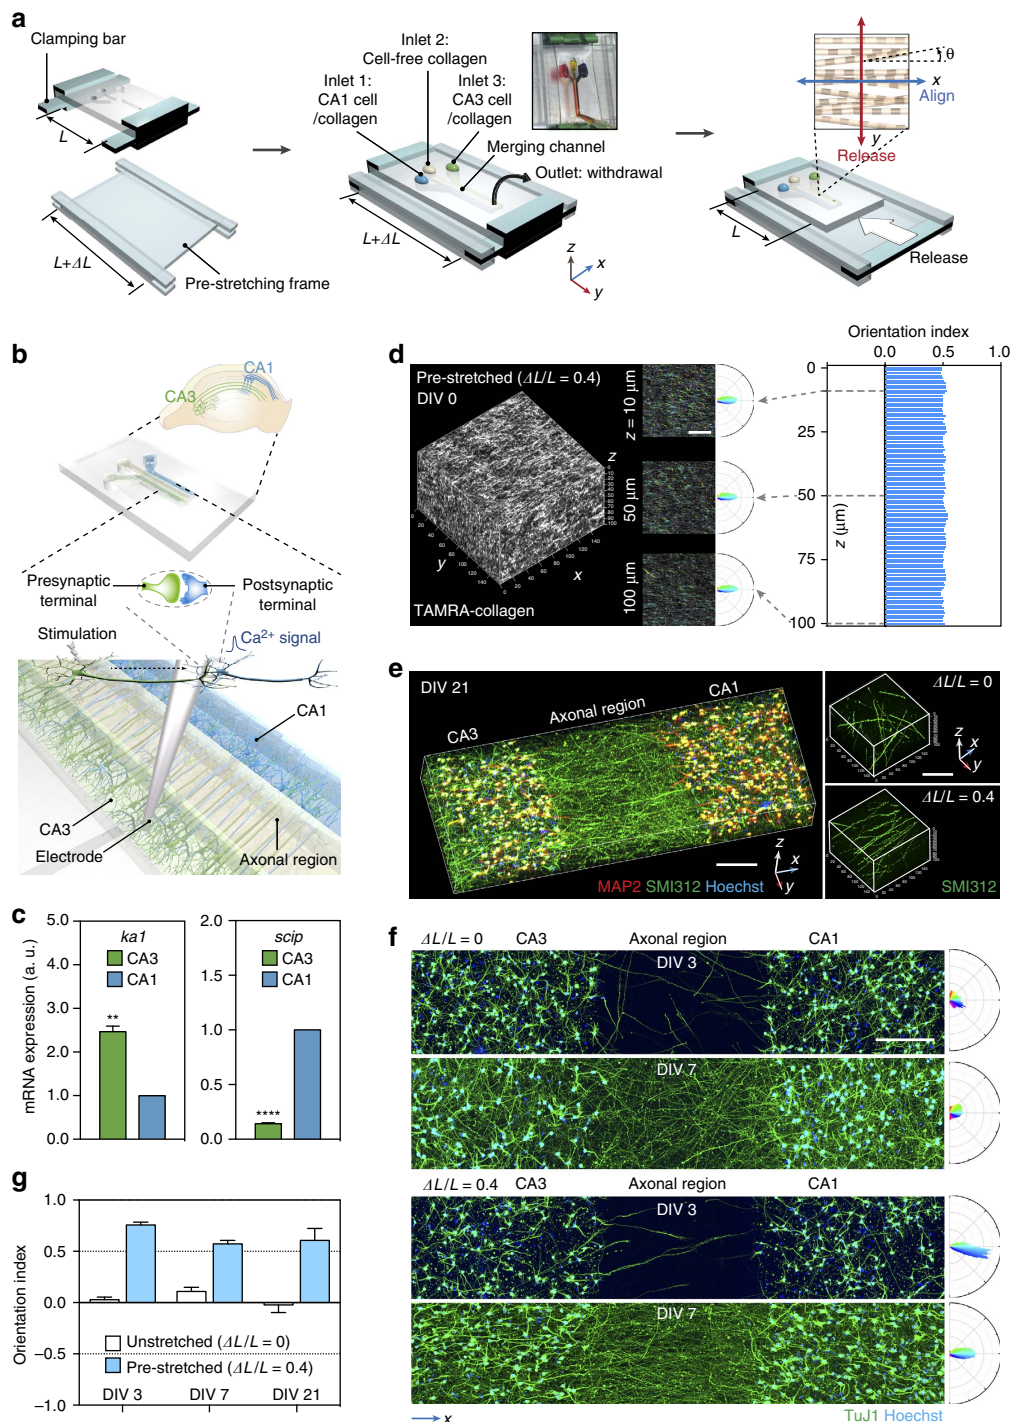 a
Clamping bar
L
L+ΔL
Pre-stretching frame
Inlet 2:
Cell-free collagen
Inlet 1:
CA1 cell
/collagen
Inlet 3:
CA3 cell
/collagen
Merging channel
Outlet: withdrawal
L+ΔL
z
x
y
θ
x
Align
y
Release
L
Release
b
CA1
CA3
Presynaptic
terminal
Postsynaptic
terminal
Stimulation
Ca²⁺ signal
CA1
CA3
Electrode
Axonal region
c
mRNA expression (a. u.)
5.0
4.0
3.0
2.0
1.0
0.0
ka1
CA3
CA1
**
2.0
1.5
1.0
0.5
0.0
scip
CA3
CA1
****
d
Pre-stretched (ΔL/L = 0.4)
DIV 0
z
y
x
TAMRA-collagen
z = 10 µm
50 µm
100 µm
Orientation index
0.0 0.5 1.0
0
25
50
75
100
z (µm)
e
DIV 21
CA3
Axonal region
CA1
z
x
y
MAP2 SMI312 Hoechst
ΔL/L = 0
z
x
y
ΔL/L = 0.4
SMI312
f
ΔL/L = 0 CA3 Axonal region CA1
DIV 3
DIV 7
ΔL/L = 0.4 CA3 Axonal region CA1
DIV 3
DIV 7
x
TuJ1 Hoechst
g
Orientation index
1.0
0.5
0.0
−0.5
−1.0
Unstretched (ΔL/L = 0)
Pre-stretched (ΔL/L = 0.4)
DIV 3 DIV 7 DIV 21